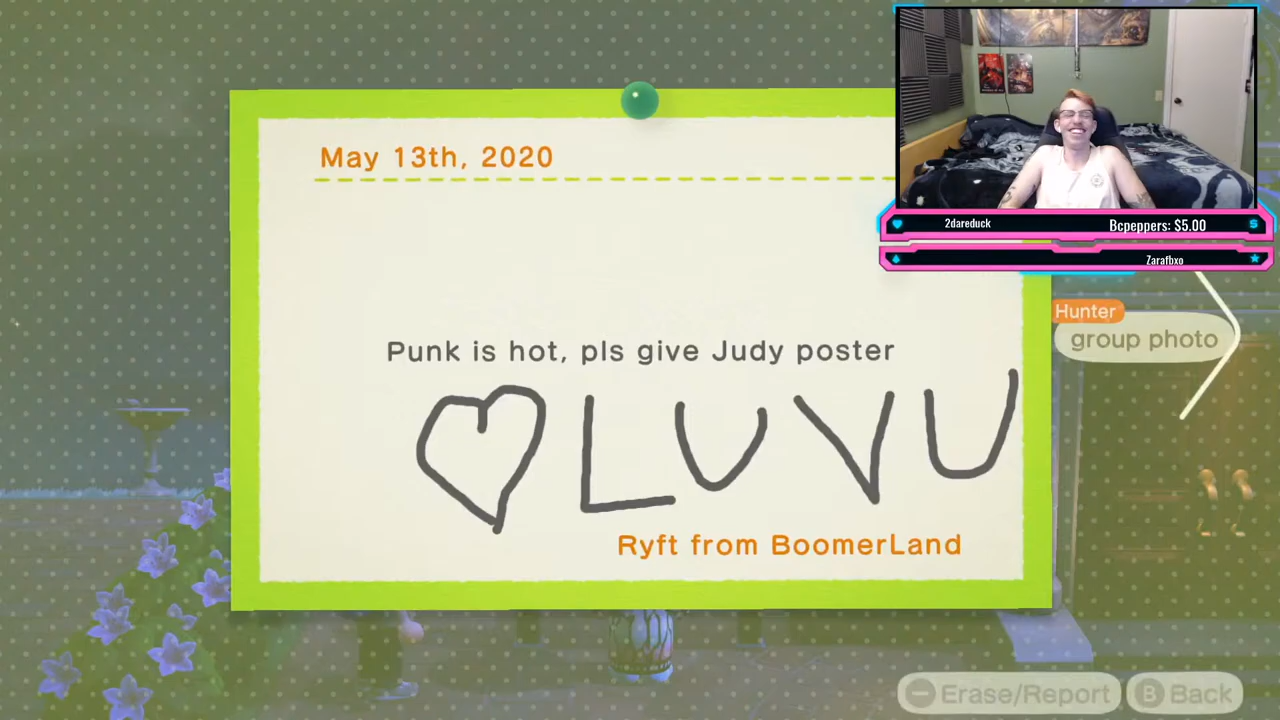 May 13th, 2020
Punk is hot, pls give Judy poster
L U V U
Ryft from BoomerLand
2dareduck
Bcpeppers: $5.00
Zarafbxo
Hunter
group photo
Erase/Report
B Back